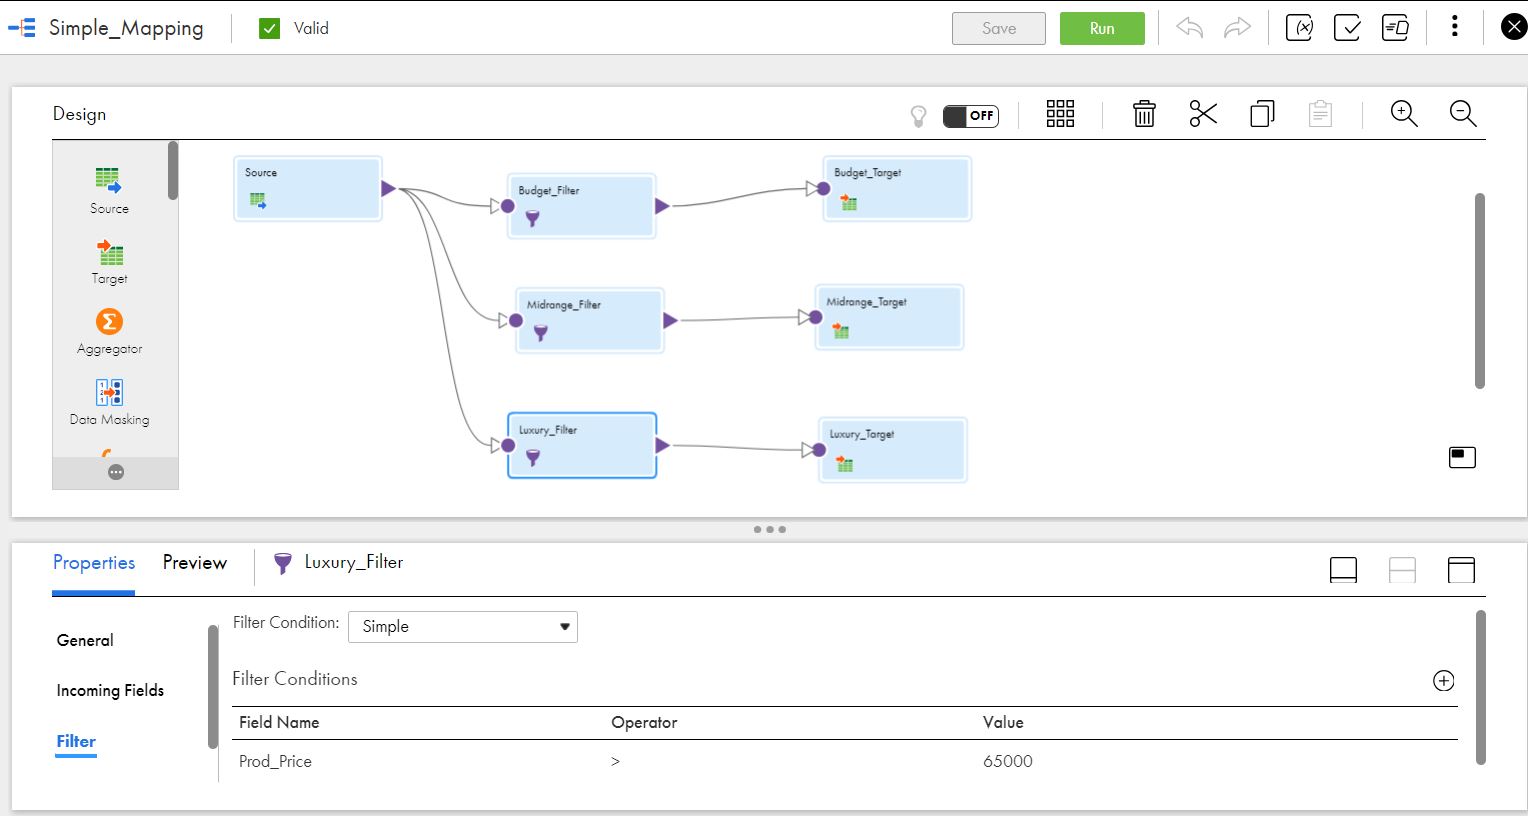 Simple_Mapping
Valid
Save
Run
Design
OFF
Source
Target
Aggregator
Data Masking
Source
Budget_Filter
Budget_Target
Midrange_Filter
Midrange_Target
Luxury_Filter
Luxury_Target
Properties
Preview
Luxury_Filter
General
Incoming Fields
Filter
Filter Condition: Simple
Filter Conditions
Field Name Operator Value
Prod_Price > 65000